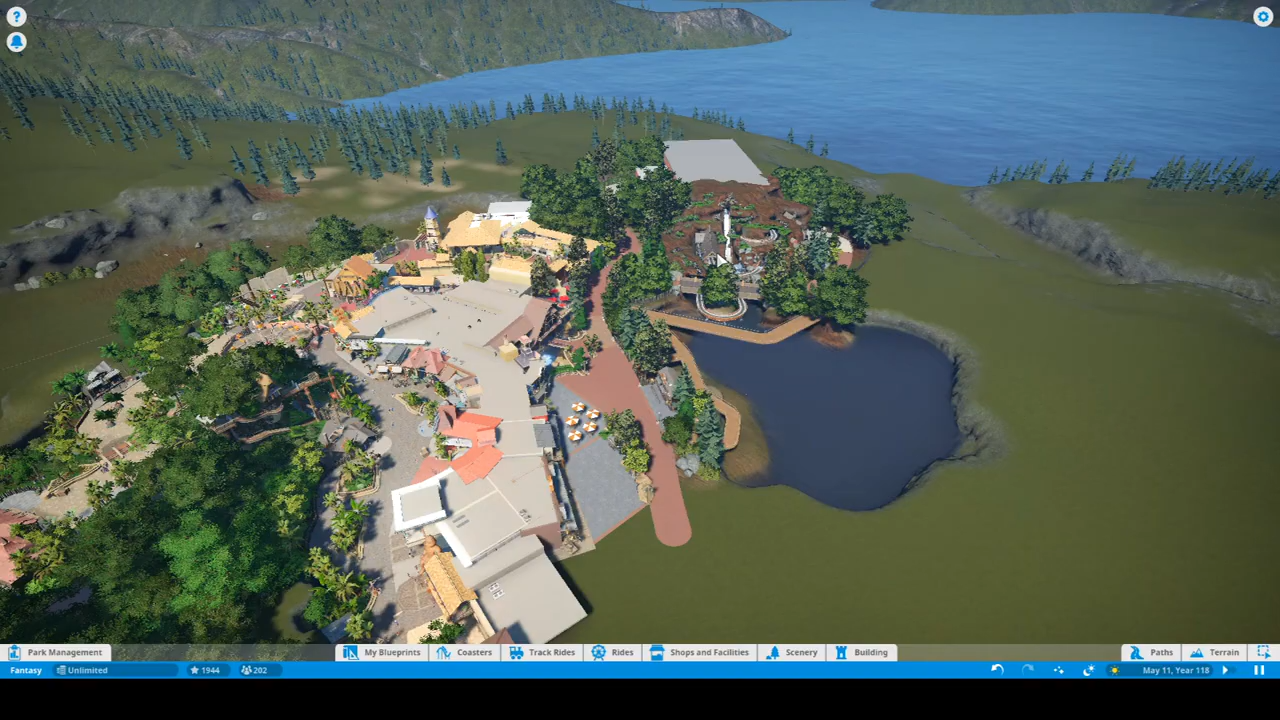 ?
Park Management
My Blueprints
Coasters
Track Rides
Rides
Shops and Facilities
Scenery
Building
Paths
Terrain
Fantasy
Unlimited
1944
202
May 11, Year 118